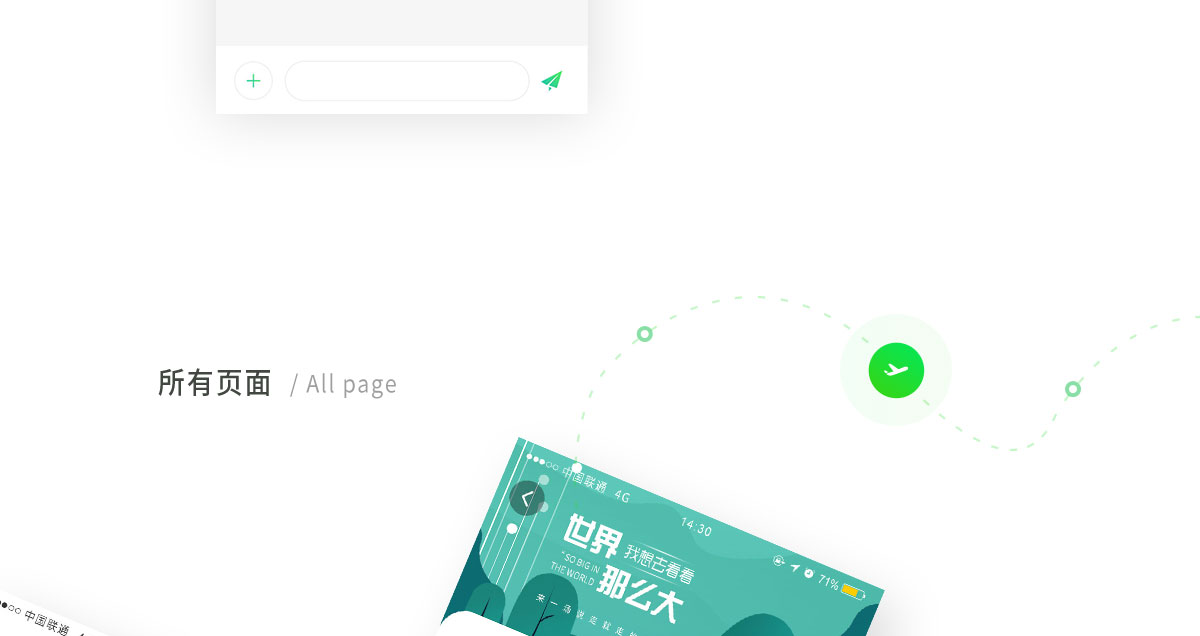 所有页面 / All page
中国联通 4G
14:30
71%
世界
我想去看看
"SO BIG IN
THE WORLD
那么大
来一场说走就走
中国联通